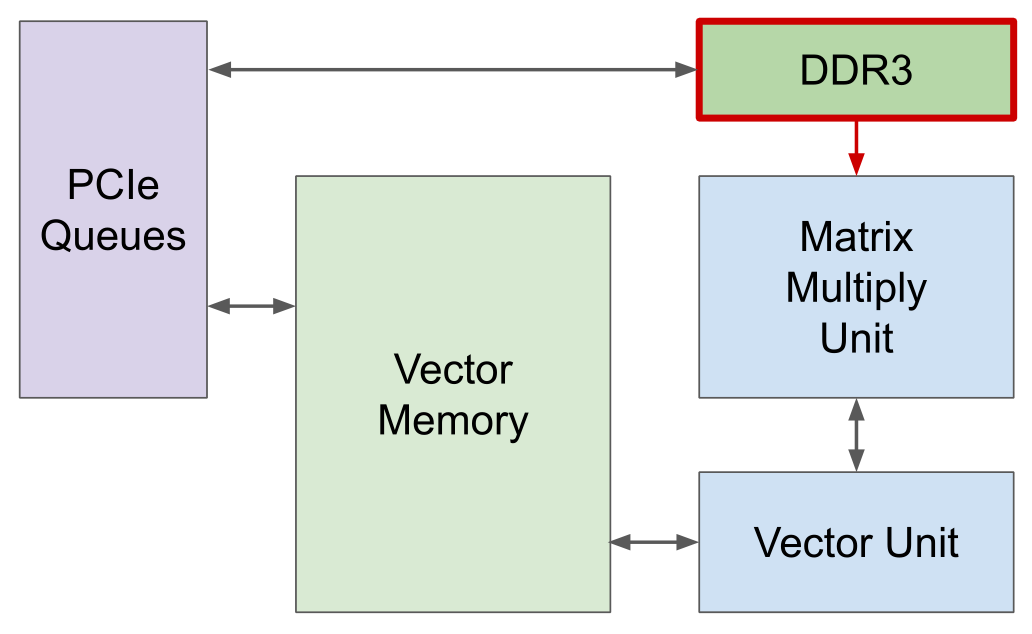 DDR3
PCIe
Queues
Matrix
Multiply
Unit
Vector
Memory
Vector Unit